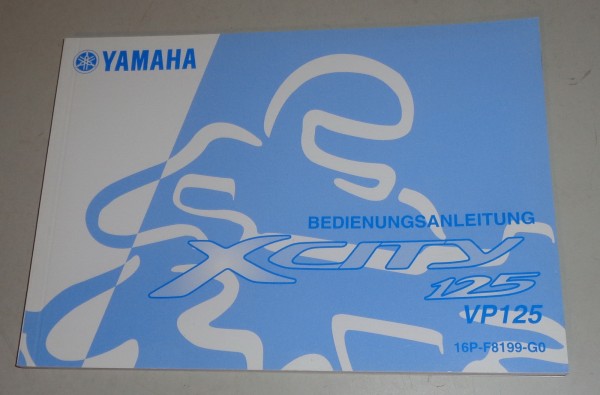 YAMAHA
BEDIENUNGSANLEITUNG
XCITY
125
VP125
16P-F8199-G0